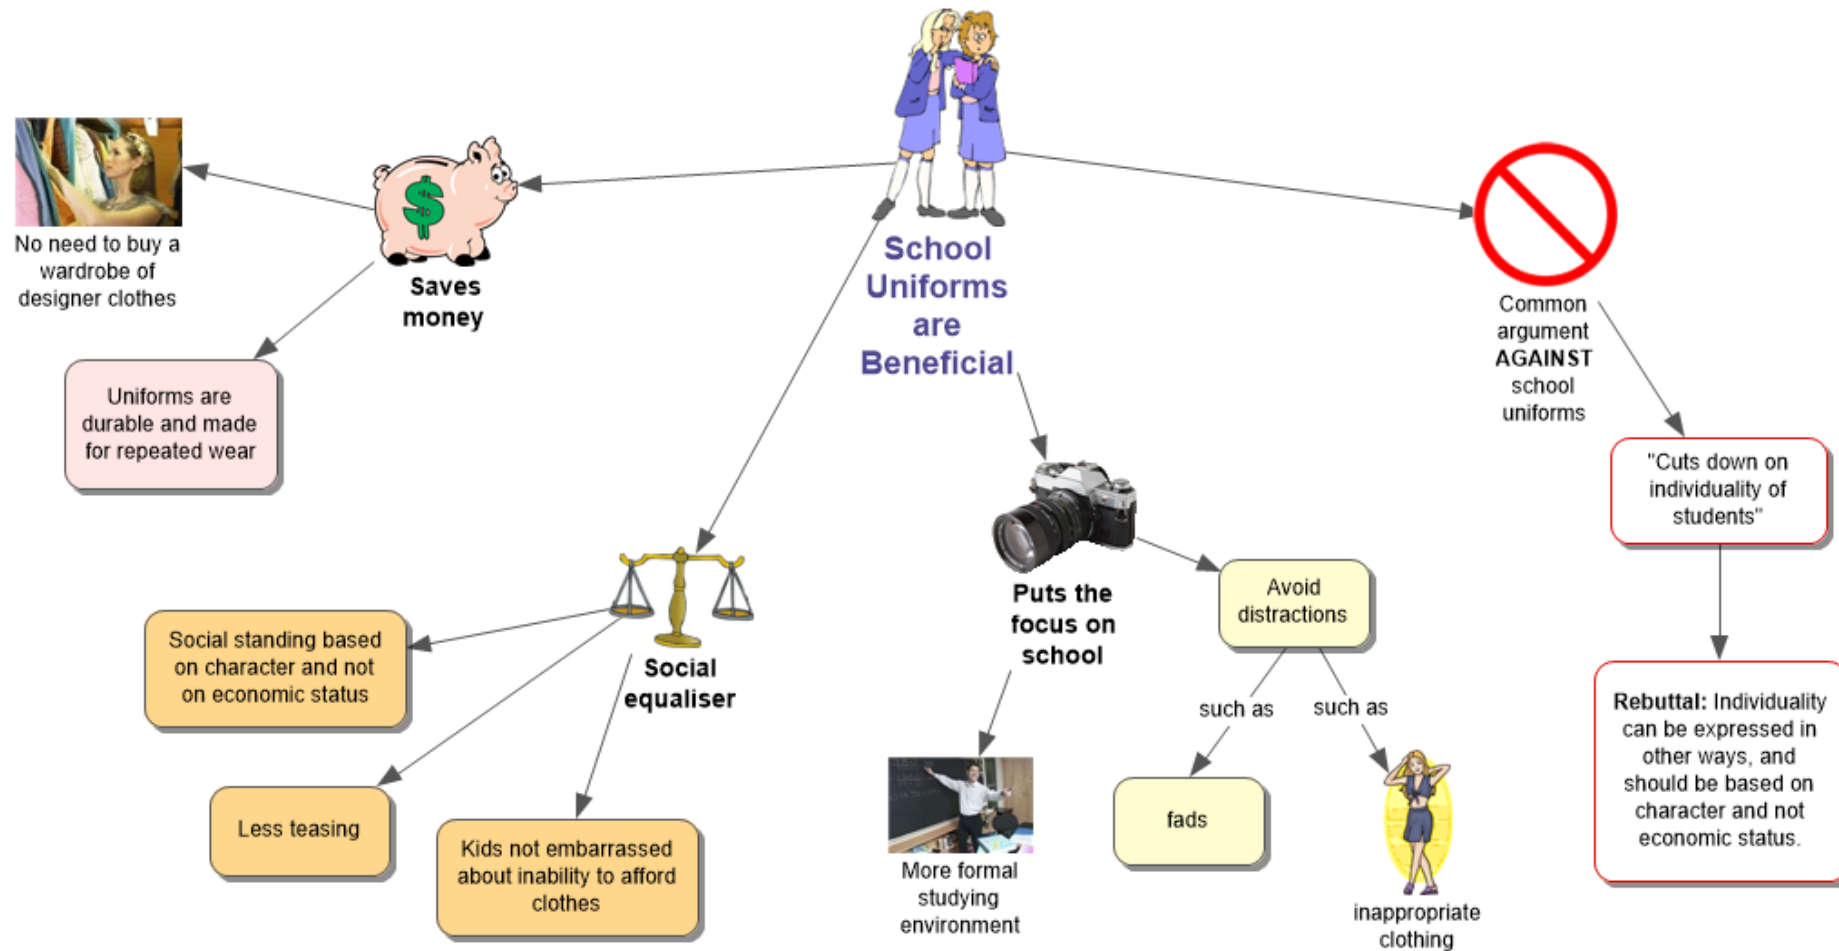 School
Uniforms
are
Beneficial
Saves
money
$
No need to buy a
wardrobe of
designer clothes
Uniforms are
durable and made
for repeated wear
Social
equaliser
Social standing based
on character and not
on economic status
Less teasing
Kids not embarrassed
about inability to afford
clothes
Puts the
focus on
school
More formal
studying
environment
Avoid
distractions
such as
fads
such as
inappropriate
clothing
Common
argument
AGAINST
school
uniforms
"Cuts down on
individuality of
students"
Rebuttal: Individuality
can be expressed in
other ways, and
should be based on
character and not
economic status.